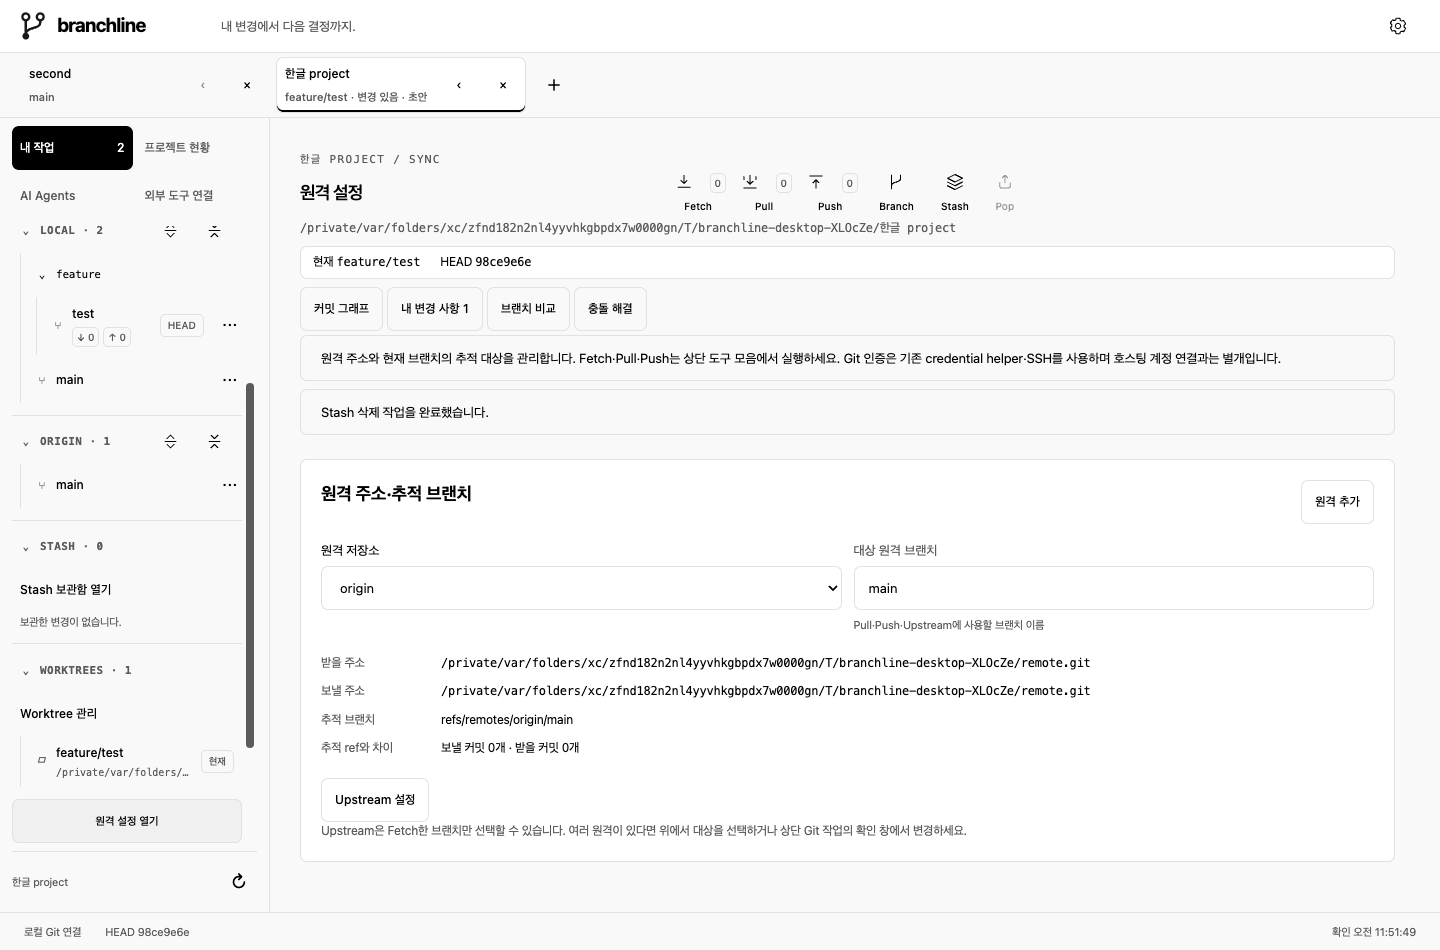 branchline
내 변경에서 다음 결정까지.
second
main
한글 project
feature/test · 변경 있음 · 초안
내 작업 2
프로젝트 현황
AI Agents
외부 도구 연결
LOCAL · 2
feature
test
↓ 0 ↑ 0
HEAD
main
ORIGIN · 1
main
STASH · 0
Stash 보관함 열기
보관한 변경이 없습니다.
WORKTREES · 1
Worktree 관리
feature/test
/private/var/folders/…
현재
원격 설정 열기
한글 project
한글 PROJECT / SYNC
원격 설정
0 0 0
Fetch Pull Push Branch Stash Pop
/private/var/folders/xc/zfnd182n2nl4yyvhkgbpdx7w0000gn/T/branchline-desktop-XLOcZe/한글 project
현재 feature/test HEAD 98ce9e6e
커밋 그래프
내 변경 사항 1
브랜치 비교
충돌 해결
원격 주소와 현재 브랜치의 추적 대상을 관리합니다. Fetch·Pull·Push는 상단 도구 모음에서 실행하세요. Git 인증은 기존 credential helper·SSH를 사용하며 호스팅 계정 연결과는 별개입니다.
Stash 삭제 작업을 완료했습니다.
원격 주소·추적 브랜치
원격 추가
원격 저장소
origin
대상 원격 브랜치
main
Pull·Push·Upstream에 사용할 브랜치 이름
받을 주소 /private/var/folders/xc/zfnd182n2nl4yyvhkgbpdx7w0000gn/T/branchline-desktop-XLOcZe/remote.git
보낼 주소 /private/var/folders/xc/zfnd182n2nl4yyvhkgbpdx7w0000gn/T/branchline-desktop-XLOcZe/remote.git
추적 브랜치 refs/remotes/origin/main
추적 ref와 차이 보낼 커밋 0개 · 받을 커밋 0개
Upstream 설정
Upstream은 Fetch한 브랜치만 선택할 수 있습니다. 여러 원격이 있다면 위에서 대상을 선택하거나 상단 Git 작업의 확인 창에서 변경하세요.
로컬 Git 연결
HEAD 98ce9e6e
확인 오전 11:51:49